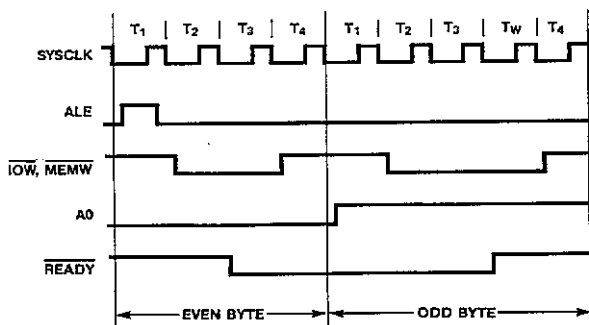 T1 T2 T3 T4 T1 T2 T3 TW T4
SYSCLK
ALE
IOW, MEMW
A0
READY
EVEN BYTE ODD BYTE